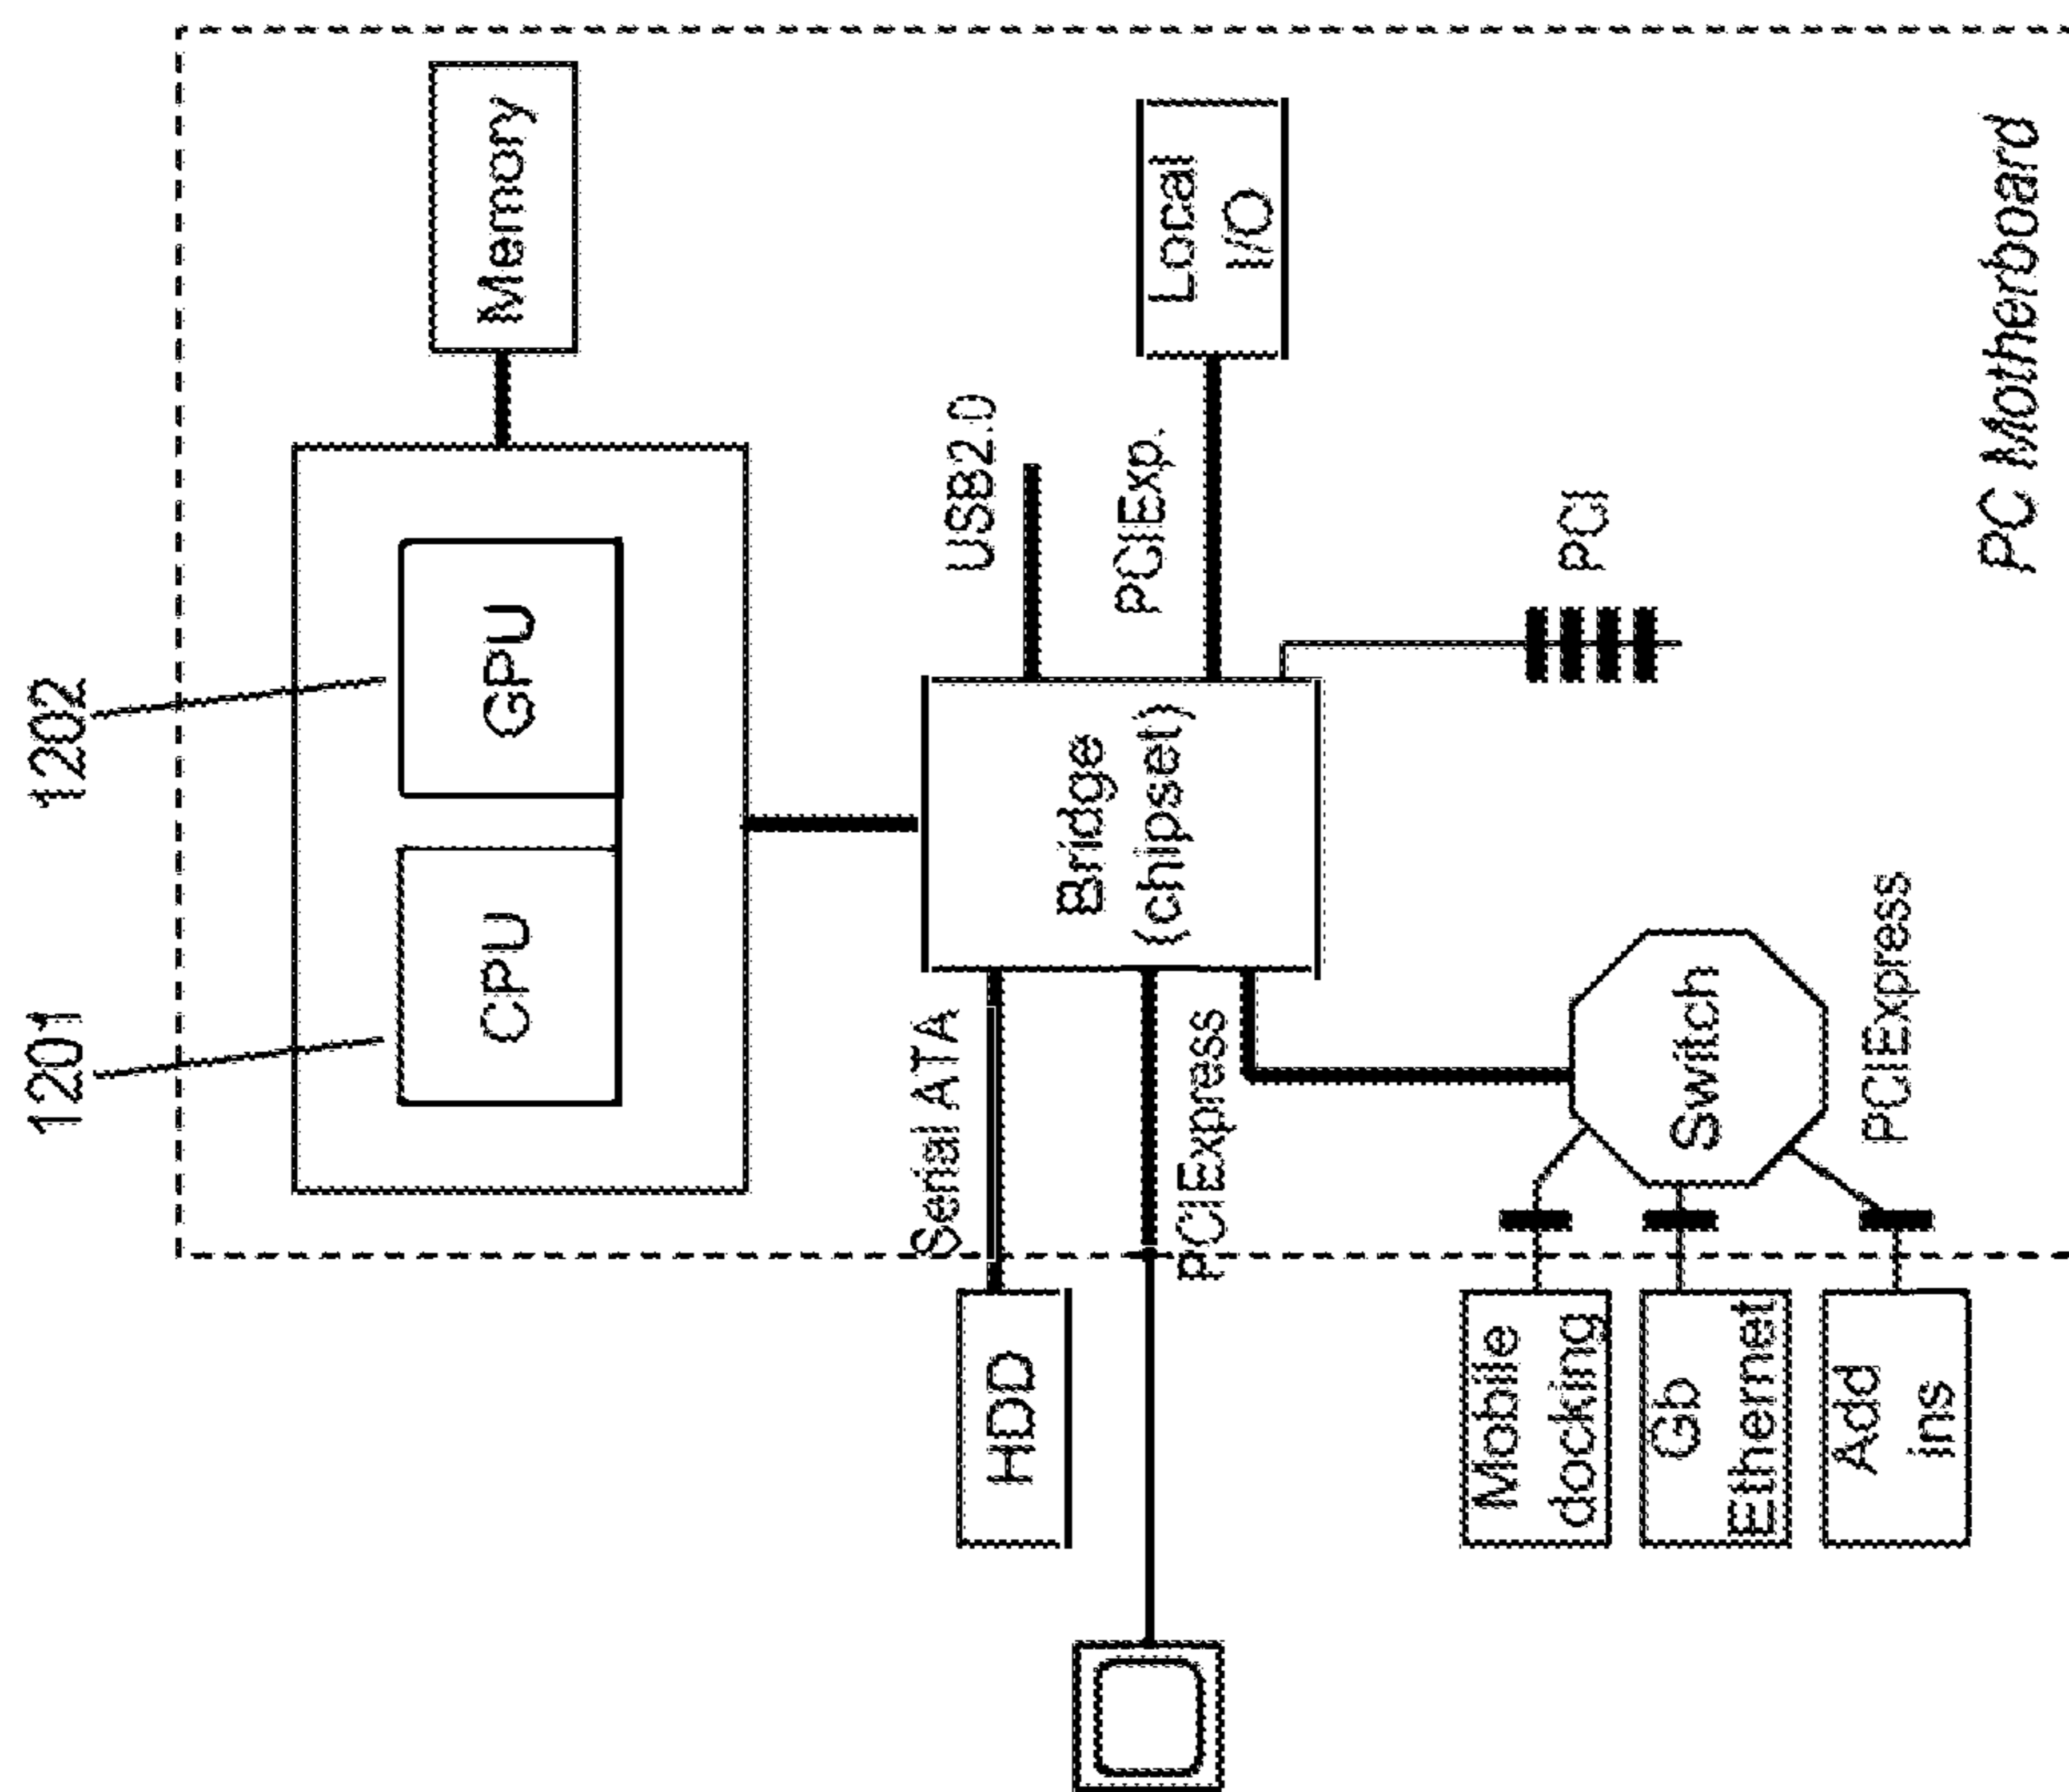 1201
1202
CPU
GPU
Memory
Serial ATA
USB2.0
HDD
Bridge
(chipset)
PCIExp.
Local
I/O
PCIExpress
Mobile
docking
Gb
Ethernet
Add
ins
Switch
PCI
PCIExpress
PC Motherboard